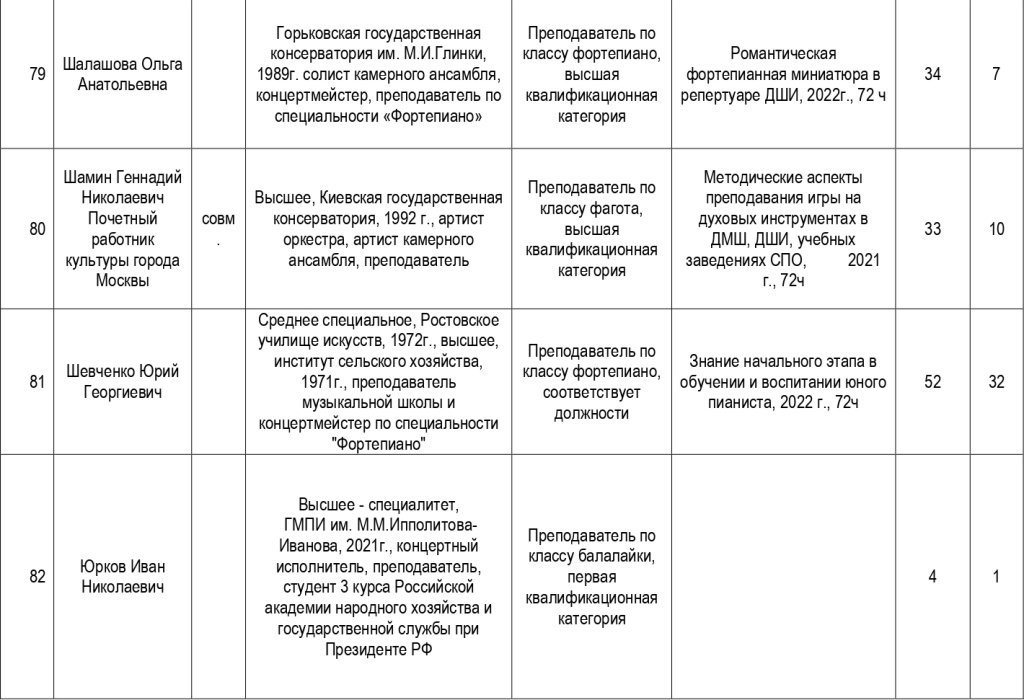 79
Шалашова Ольга
Анатольевна
Горьковская государственная
консерватория им. М.И.Глинки,
1989г. солист камерного ансамбля,
концертмейстер, преподаватель по
специальности «Фортепиано»
Преподаватель по
классу фортепиано,
высшая
квалификационная
категория
Романтическая
фортепианная миниатюра в
репертуаре ДШИ, 2022г., 72 ч
34
7
80
Шамин Геннадий
Николаевич
Почетный
работник
культуры города
Москвы
совм
.
Высшее, Киевская государственная
консерватория, 1992 г., артист
оркестра, артист камерного
ансамбля, преподаватель
Преподаватель по
классу фагота,
высшая
квалификационная
категория
Методические аспекты
преподавания игры на
духовых инструментах в
ДМШ, ДШИ, учебных
заведениях СПО, 2021
г., 72ч
33
10
81
Шевченко Юрий
Георгиевич
Среднее специальное, Ростовское
училище искусств, 1972г., высшее,
институт сельского хозяйства,
1971г., преподаватель
музыкальной школы и
концертмейстер по специальности
"Фортепиано"
Преподаватель по
классу фортепиано,
соответствует
должности
Знание начального этапа в
обучении и воспитании юного
пианиста, 2022 г., 72ч
52
32
82
Юрков Иван
Николаевич
Высшее - специалитет,
ГМПИ им. М.М.Ипполитова-
Иванова, 2021г., концертный
исполнитель, преподаватель,
студент 3 курса Российской
академии народного хозяйства и
государственной службы при
Президенте РФ
Преподаватель по
классу балалайки,
первая
квалификационная
категория
4
1